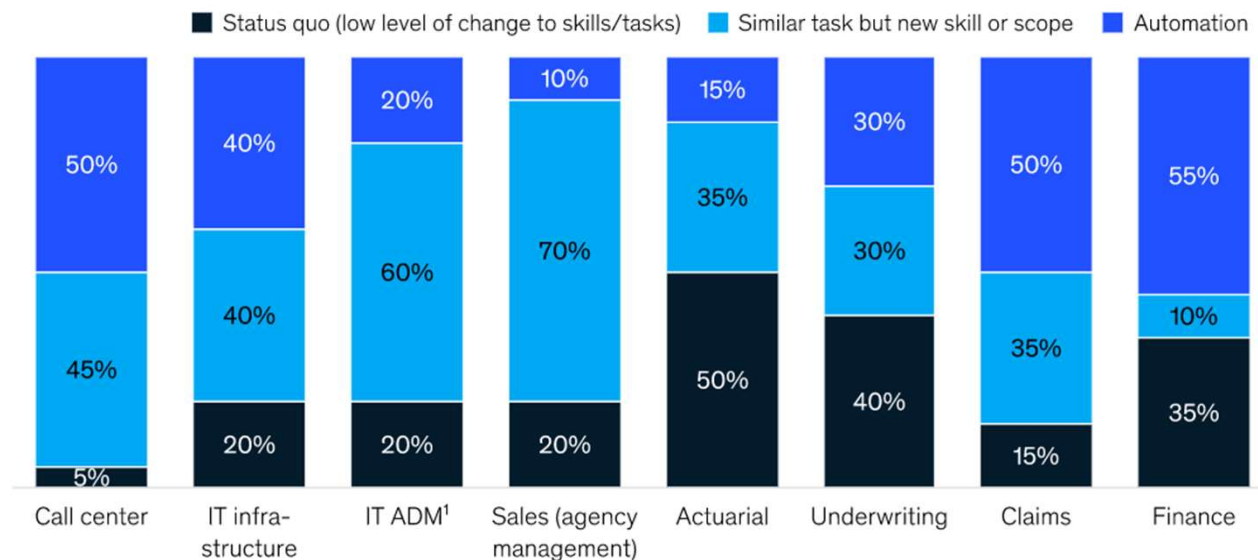 Status quo (low level of change to skills/tasks) Similar task but new skill or scope Automation
50% 40% 20% 10% 15% 30% 50% 55%
45% 40% 60% 70% 35% 30% 35% 10%
5% 20% 20% 20% 50% 40% 15% 35%
Call center IT infra- IT ADM¹ Sales (agency Actuarial Underwriting Claims Finance
structure management)